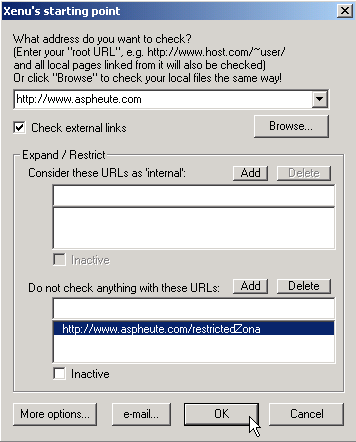 Xenu's starting point
What address do you want to check?
(Enter your "root URL", e.g. http://www.host.com/~user/
and all local pages linked from it will also be checked)
Or click "Browse" to check your local files the same way!
http://www.aspheute.com
Check external links
Browse...
Expand / Restrict
Consider these URLs as 'internal':
Add
Delete
Inactive
Do not check anything with these URLs:
Add
Delete
http://www.aspheute.com/restrictedZona
Inactive
More options...
e-mail...
OK
Cancel